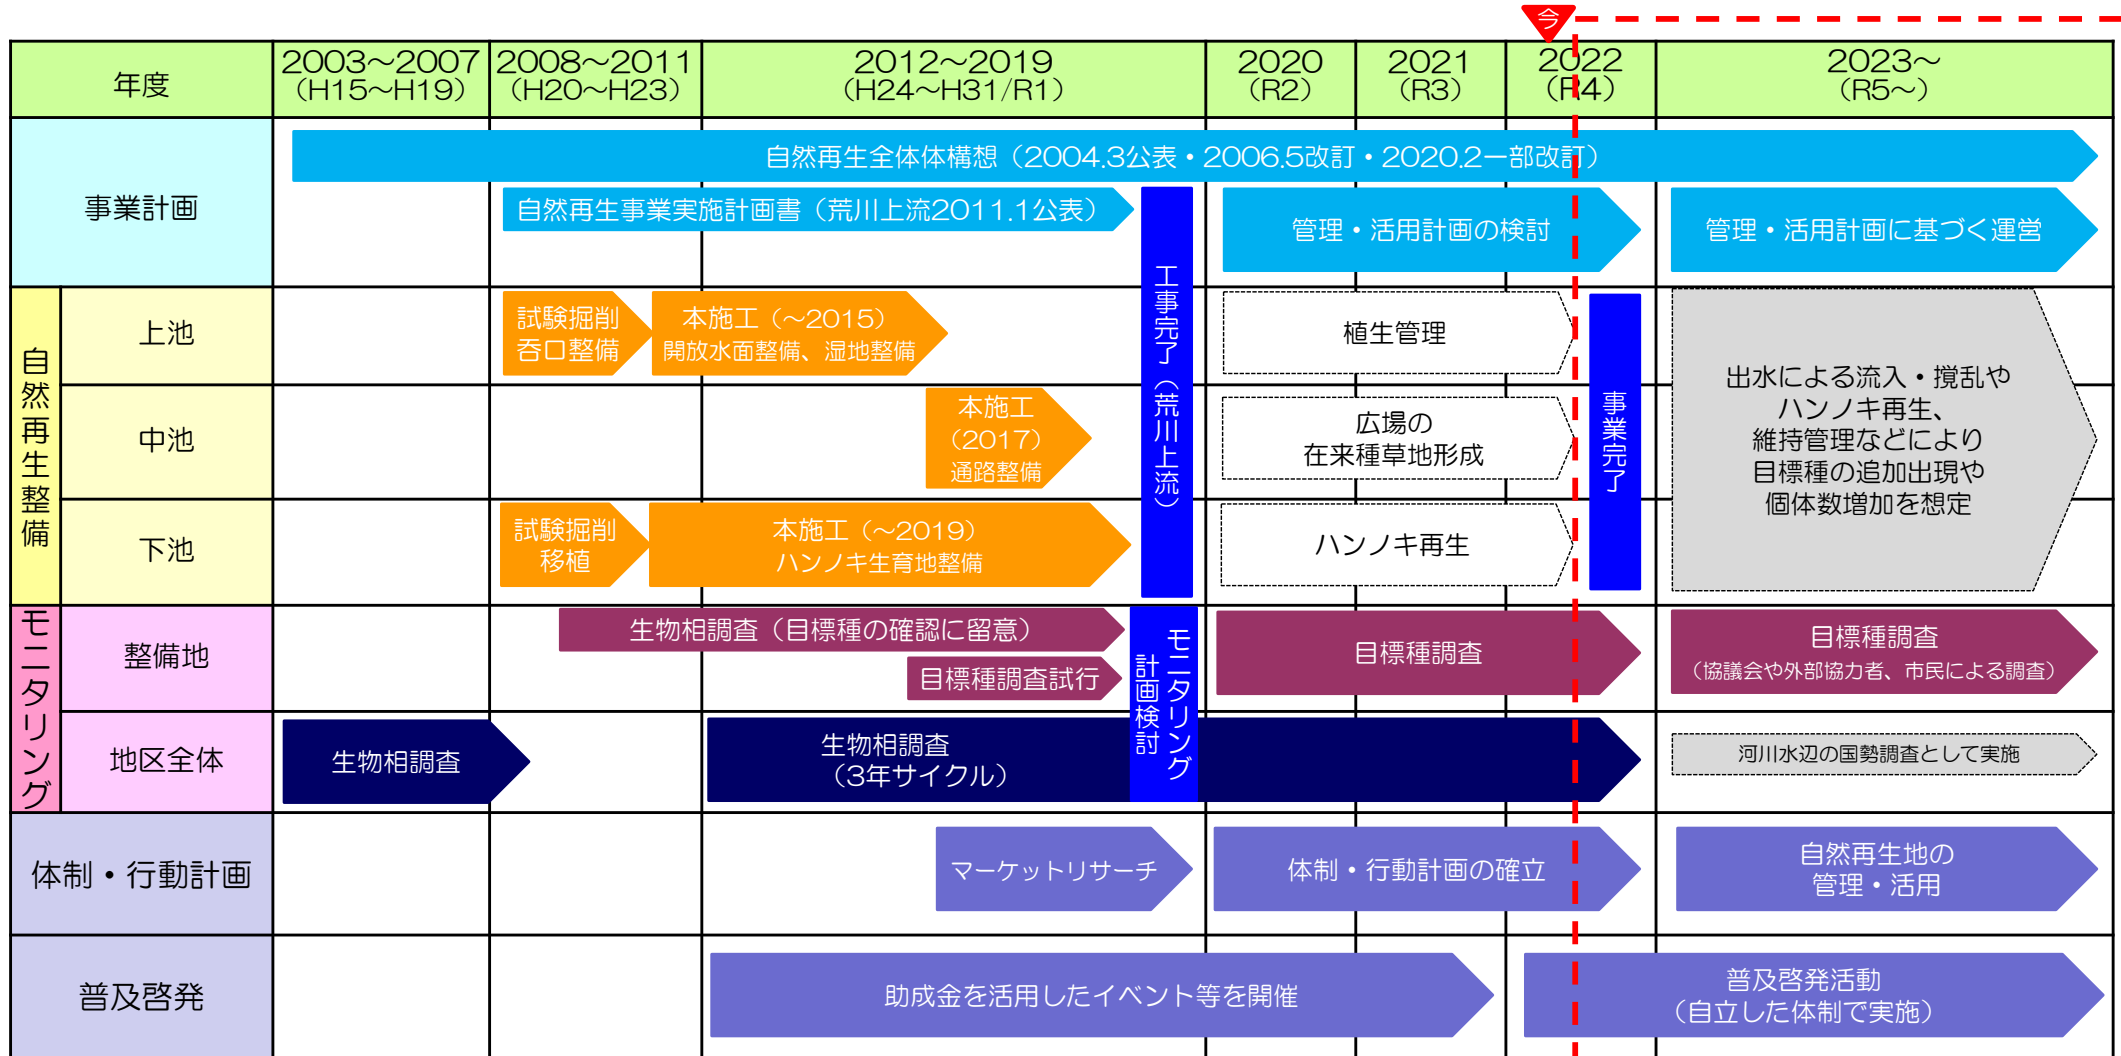 今
年度
2003～2007
（H15～H19）
2008～2011
（H20～H23）
2012～2019
（H24～H31/R1）
2020
（R2）
2021
（R3）
2022
（R4）
2023～
（R5～）
事業計画
自然再生全体体構想（2004.3公表・2006.5改訂・2020.2一部改訂）
自然再生事業実施計画書（荒川上流2011.1公表）
工事完了（荒川上流）
管理・活用計画の検討
管理・活用計画に基づく運営
自然再生整備
上池
試験掘削
呑口整備
本施工（～2015）
開放水面整備、湿地整備
植生管理
事業完了
出水による流入・撹乱や
ハンノキ再生、
維持管理などにより
目標種の追加出現や
個体数増加を想定
中池
本施工
（2017）
通路整備
広場の
在来種草地形成
下池
試験掘削
移植
本施工（～2019）
ハンノキ生育地整備
ハンノキ再生
モニタリング
整備地
生物相調査（目標種の確認に留意）
目標種調査試行
モニタリング
計画検討
目標種調査
目標種調査
（協議会や外部協力者、市民による調査）
地区全体
生物相調査
生物相調査
（3年サイクル）
河川水辺の国勢調査として実施
体制・行動計画
マーケットリサーチ
体制・行動計画の確立
自然再生地の
管理・活用
普及啓発
助成金を活用したイベント等を開催
普及啓発活動
（自立した体制で実施）